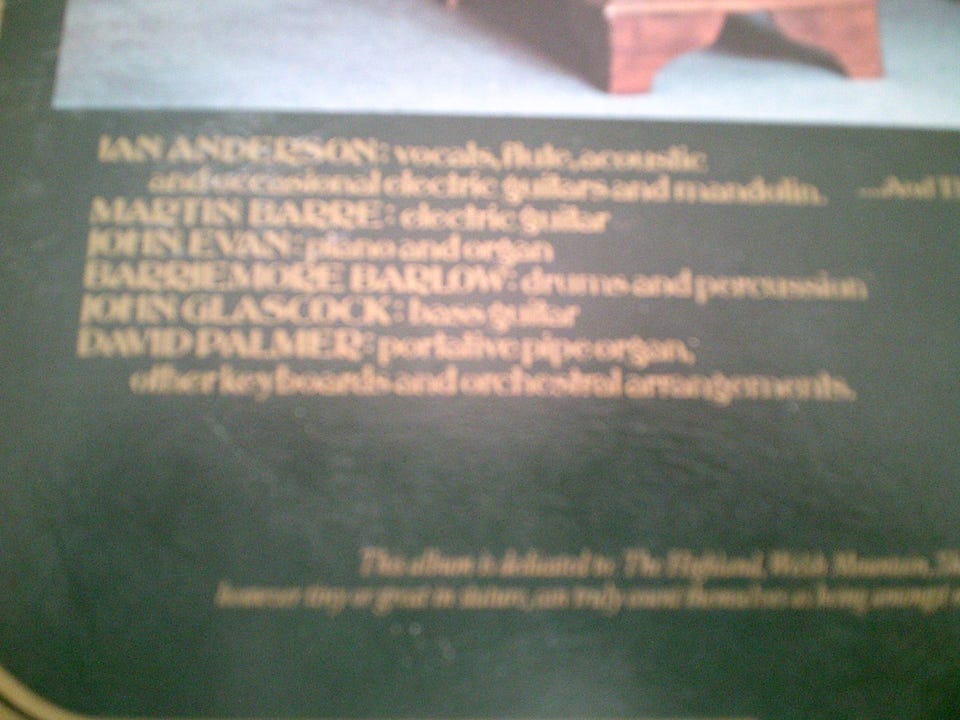 IAN ANDERSON: vocals, flute, acoustic
and occasional electric guitars and mandolin. ...And Th
MARTIN BARRE: electric guitar
JOHN EVAN: piano and organ
BARRIEMORE BARLOW: drums and percussion
JOHN GLASCOCK: bass guitar
DAVID PALMER: portative pipe organ,
other keyboards and orchestral arrangements.
This album is dedicated to: The Highland, Welsh Mountain,
however tiny or great in stature, can truly count themselves as being